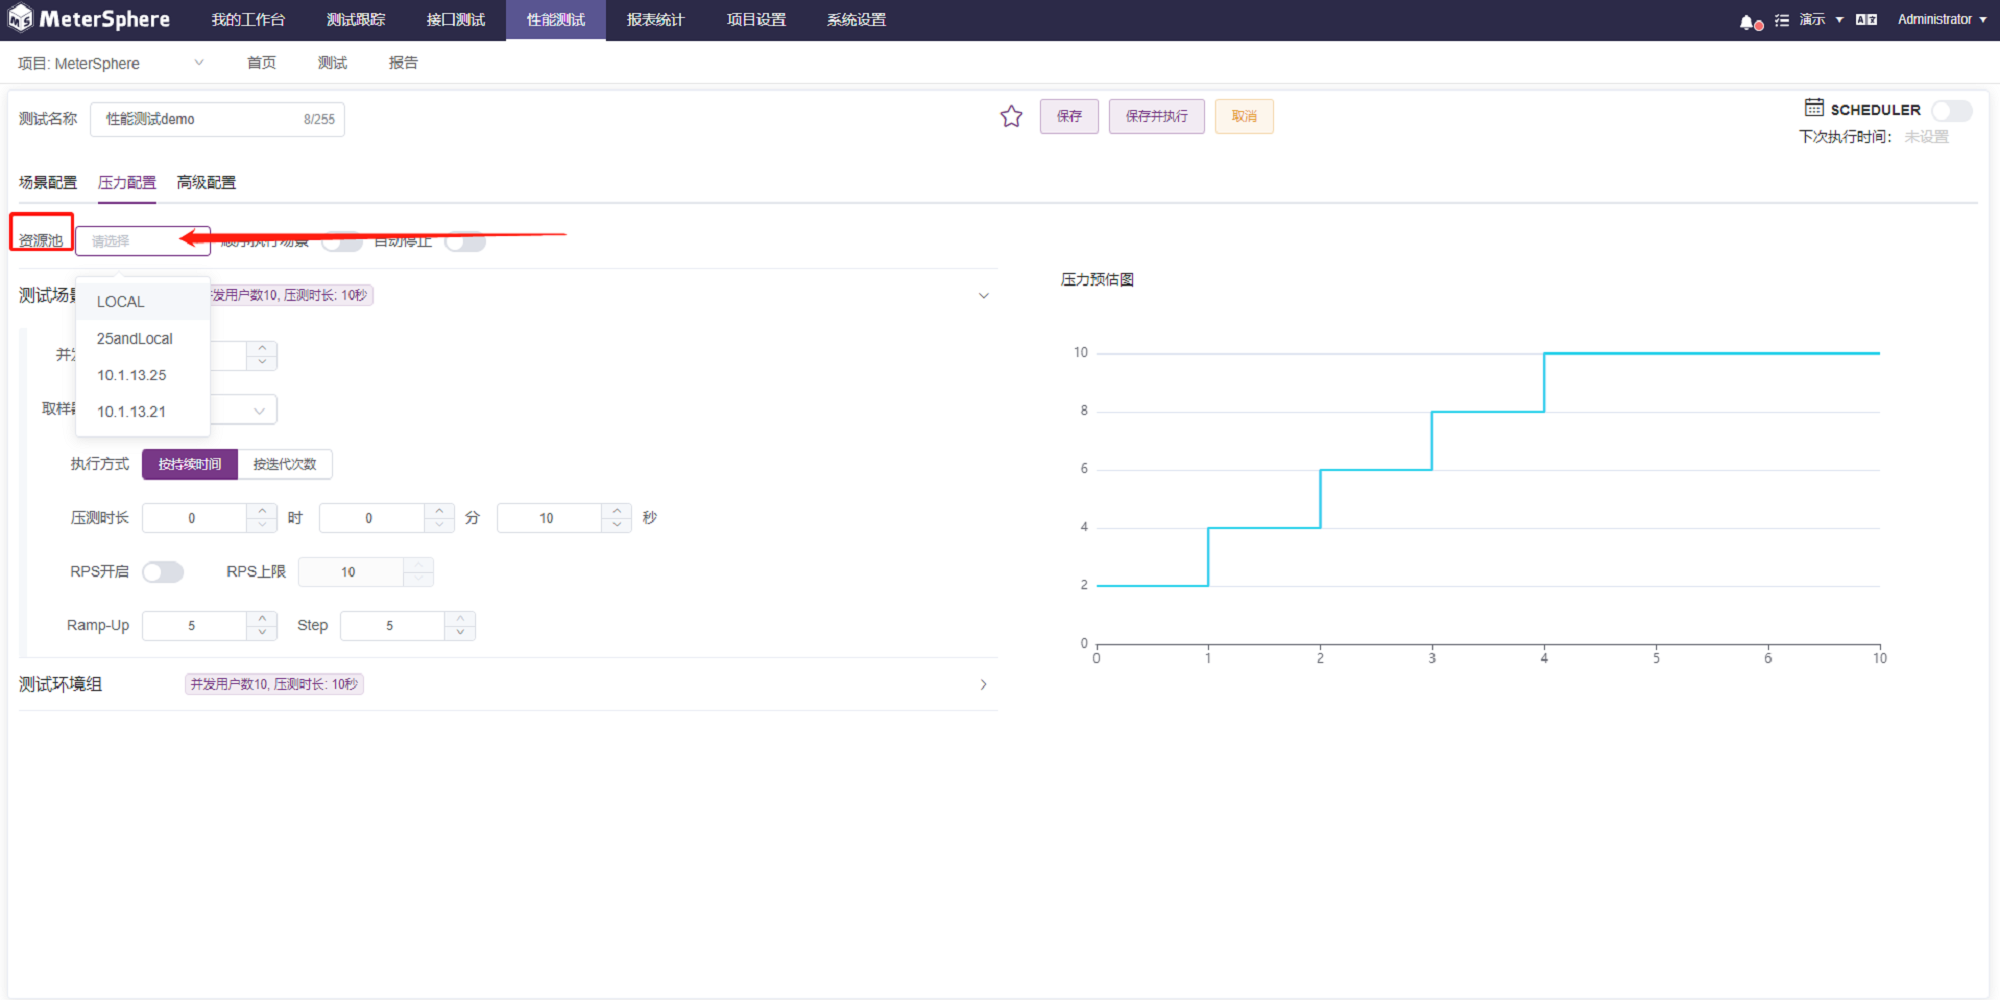 MeterSphere 我的工作台 测试跟踪 接口测试 性能测试 报表统计 项目设置 系统设置 演示 Administrator
项目: MeterSphere 首页 测试 报告
测试名称 性能测试demo 8/255 保存 保存并执行 取消 SCHEDULER
下次执行时间: 未设置
场景配置 压力配置 高级配置
资源池 请选择 顺序执行场景 自动停止
压力预估图
测试场景 并发用户数10, 压测时长: 10秒
LOCAL
25andLocal
10.1.13.25
10.1.13.21
取样器
执行方式 按持续时间 按迭代次数
压测时长 0 时 0 分 10 秒
RPS开启 RPS上限 10
Ramp-Up 5 Step 5
测试环境组 并发用户数10, 压测时长: 10秒
10
8
6
4
2
0
0 1 2 3 4 5 6 10